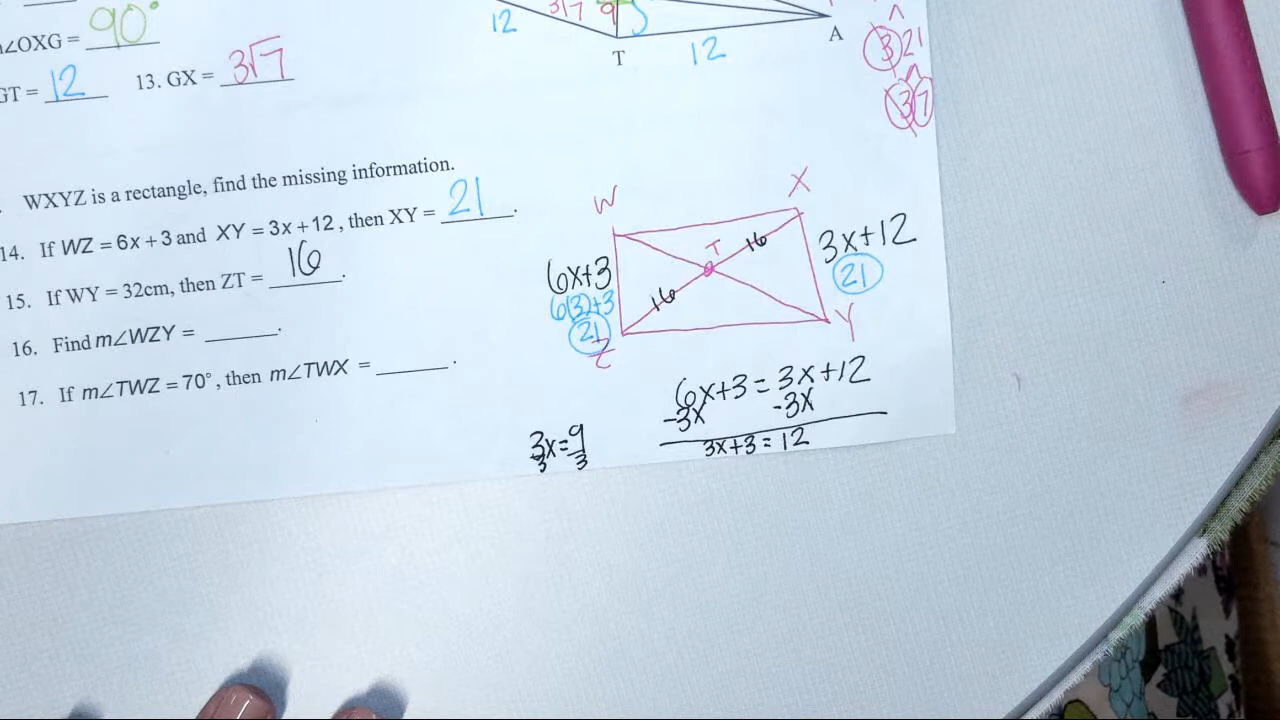 m∠OXG = 90°
GT = 12 13. GX = 3√7
12
3√7 9
T
12
A
3 21
3 7
WXYZ is a rectangle, find the missing information.
14. If WZ = 6x + 3 and XY = 3x + 12, then XY = 21.
15. If WY = 32cm, then ZT = 16.
16. Find m∠WZY = ______.
17. If m∠TWZ = 70°, then m∠TWX = ______.
W X
T 16
6x+3 3x+12
6(3)+3 21
16
21
Z Y
6x+3 = 3x+12
-3x -3x
3x+3 = 12
3x = 9
3 3